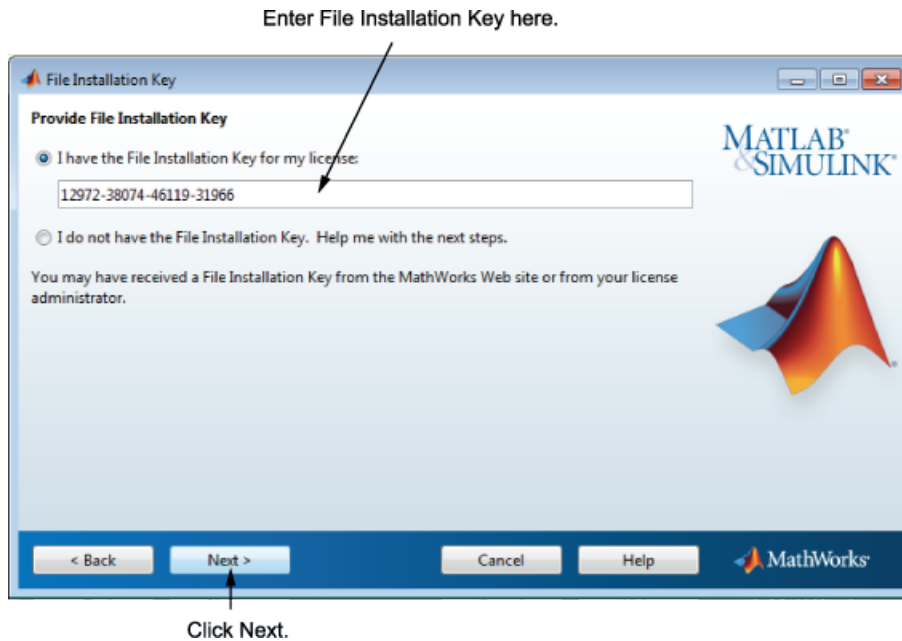 Enter File Installation Key here.
File Installation Key
Provide File Installation Key
MATLAB®
&SIMULINK®
I have the File Installation Key for my license:
12972-38074-46119-31966
I do not have the File Installation Key. Help me with the next steps.
You may have received a File Installation Key from the MathWorks Web site or from your license
administrator.
< Back
Next >
Cancel
Help
MathWorks®
Click Next.